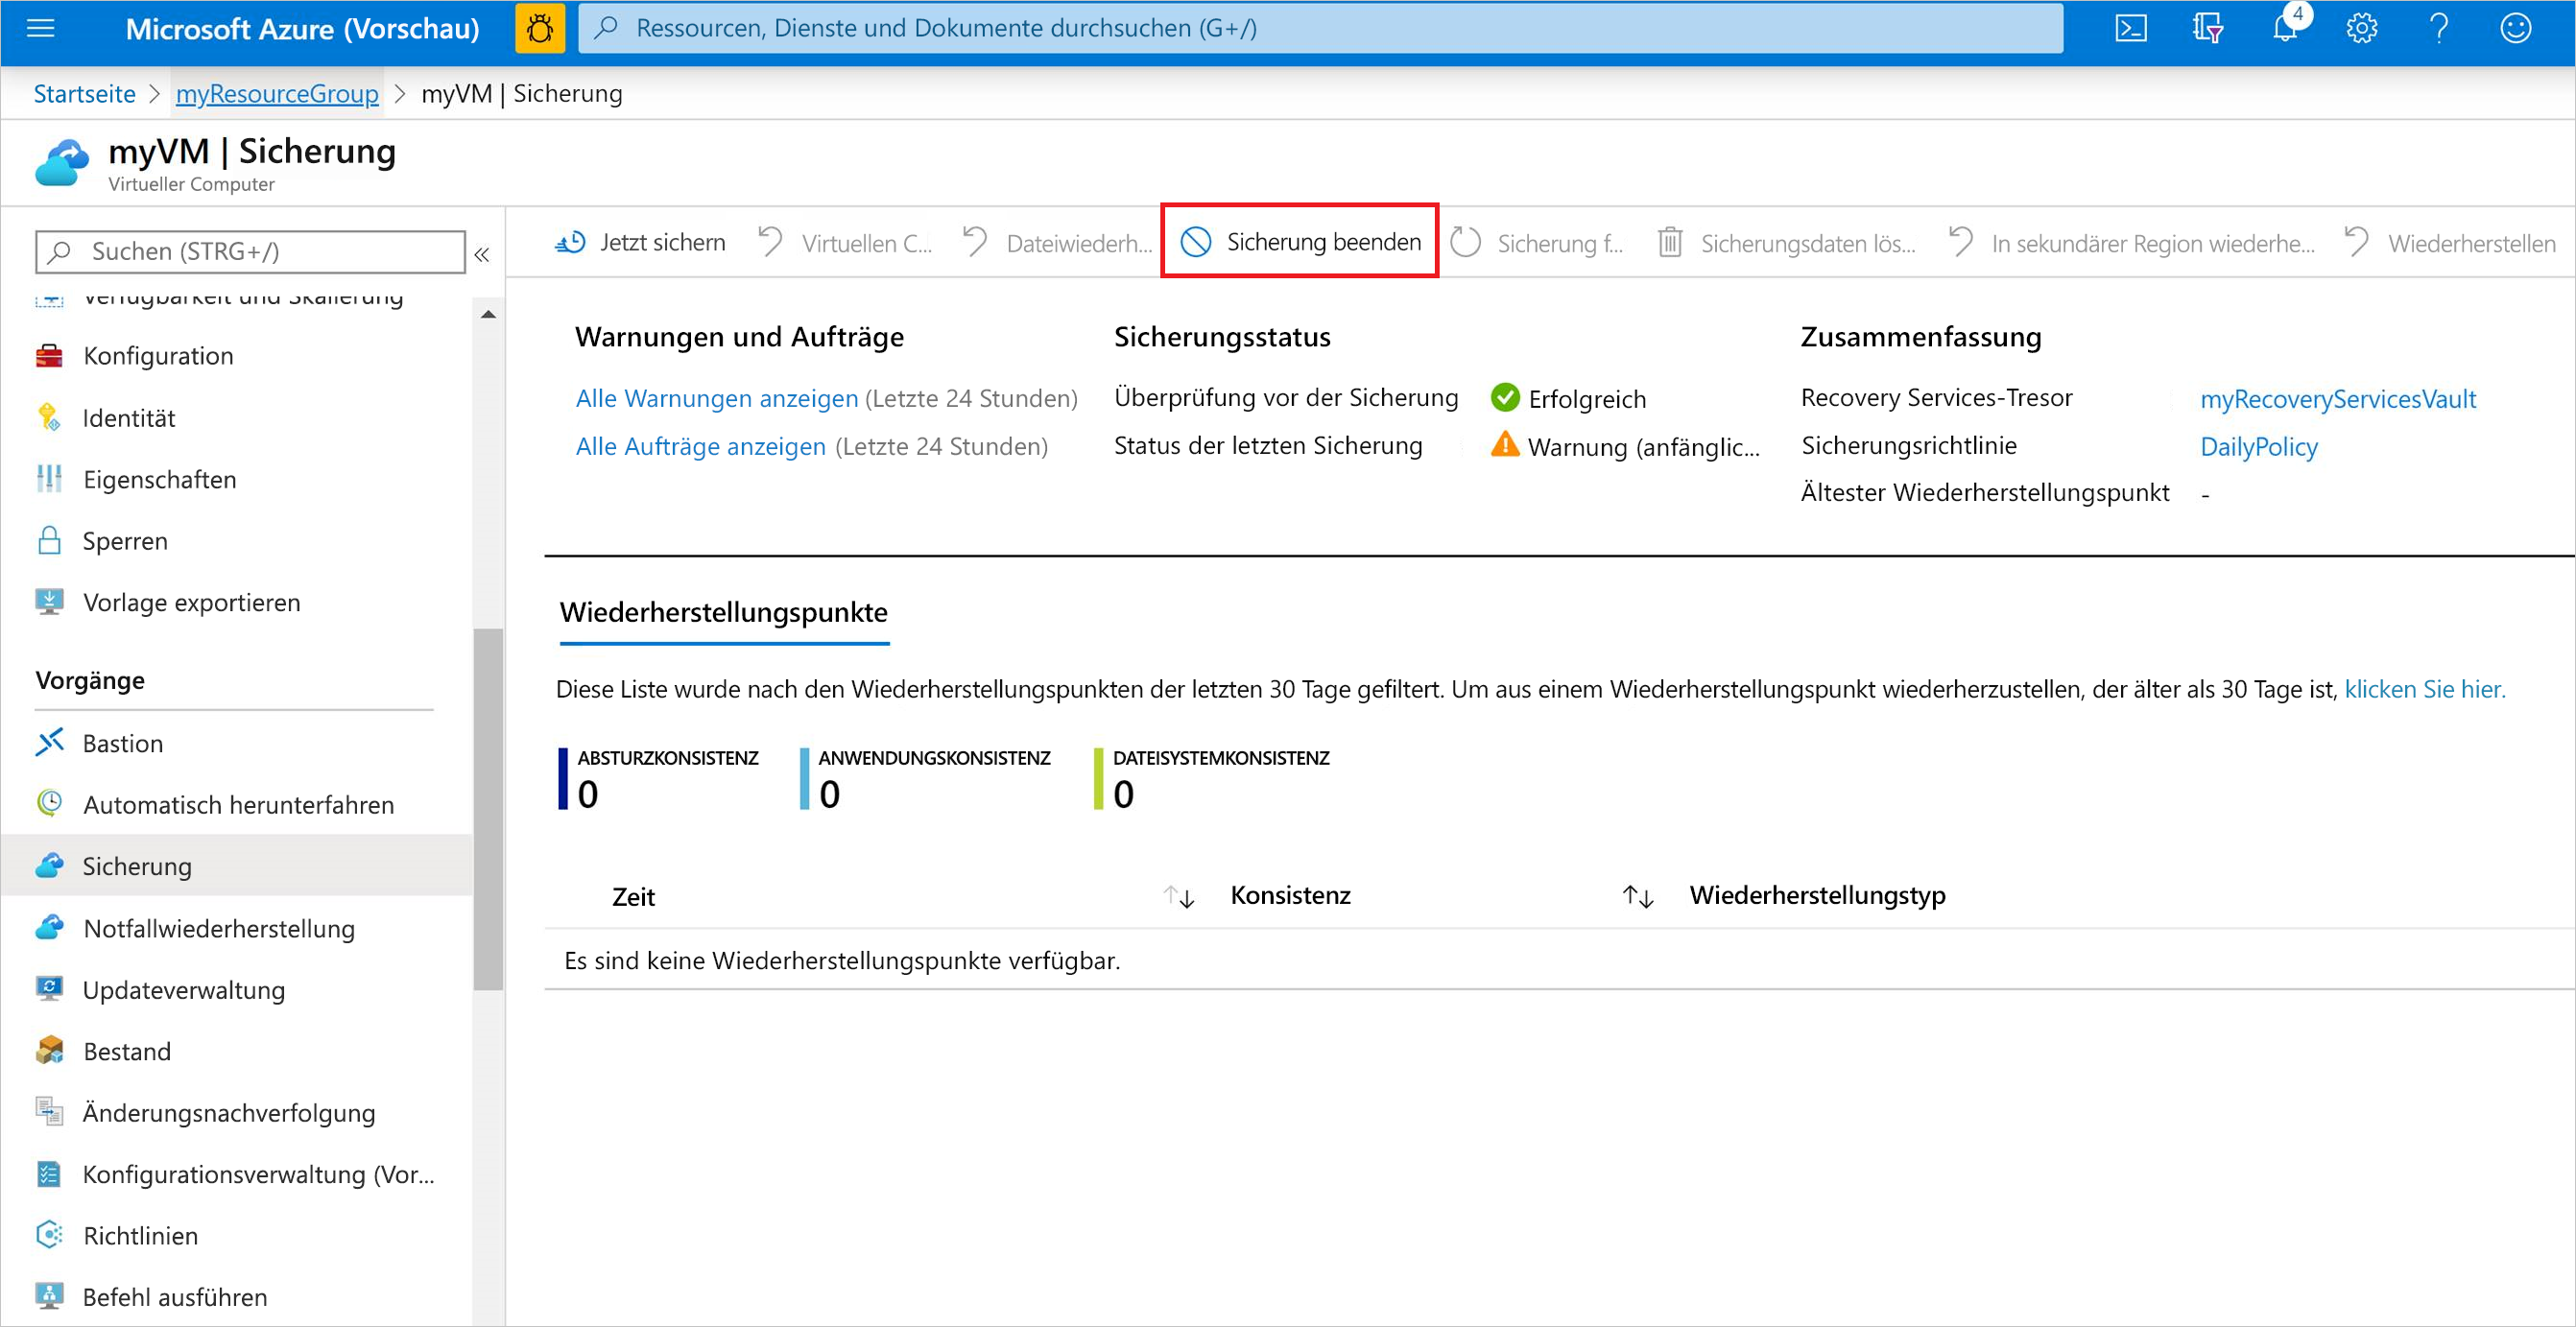 Microsoft Azure (Vorschau)
Ressourcen, Dienste und Dokumente durchsuchen (G+/)
4
Startseite > myResourceGroup > myVM | Sicherung
myVM | Sicherung
Virtueller Computer
Suchen (STRG+/)
«
Jetzt sichern
Virtuellen C...
Dateiwiederh...
Sicherung beenden
Sicherung f...
Sicherungsdaten lös...
In sekundärer Region wiederhe...
Wiederherstellen
Verfügbarkeit und Skalierung
Konfiguration
Identität
Eigenschaften
Sperren
Vorlage exportieren
Vorgänge
Bastion
Automatisch herunterfahren
Sicherung
Notfallwiederherstellung
Updateverwaltung
Bestand
Änderungsnachverfolgung
Konfigurationsverwaltung (Vor...
Richtlinien
Befehl ausführen
Warnungen und Aufträge
Alle Warnungen anzeigen (Letzte 24 Stunden)
Alle Aufträge anzeigen (Letzte 24 Stunden)
Sicherungsstatus
Überprüfung vor der Sicherung Erfolgreich
Status der letzten Sicherung Warnung (anfänglic...
Zusammenfassung
Recovery Services-Tresor myRecoveryServicesVault
Sicherungsrichtlinie DailyPolicy
Ältester Wiederherstellungspunkt -
Wiederherstellungspunkte
Diese Liste wurde nach den Wiederherstellungspunkten der letzten 30 Tage gefiltert. Um aus einem Wiederherstellungspunkt wiederherzustellen, der älter als 30 Tage ist, klicken Sie hier.
ABSTURZKONSISTENZ
0
ANWENDUNGSKONSISTENZ
0
DATEISYSTEMKONSISTENZ
0
Zeit Konsistenz Wiederherstellungstyp
Es sind keine Wiederherstellungspunkte verfügbar.